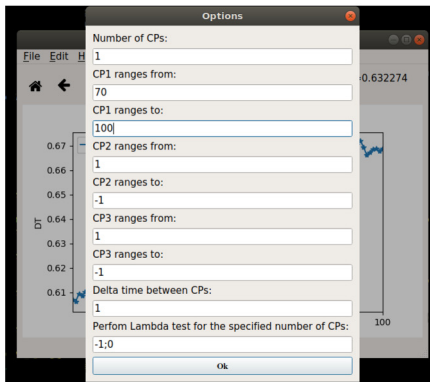 Options
Number of CPs:
1
File Edit H
CP1 ranges from:
0.632274
70
CP1 ranges to:
100
0.67
CP2 ranges from:
0.66
1
0.65
CP2 ranges to:
-1
0.64
CP3 ranges from:
DT
0.63
1
CP3 ranges to:
0.62
-1
0.61
Delta time between CPs:
1
100
Perfom Lambda test for the specified number of CPs:
-1;0
Ok